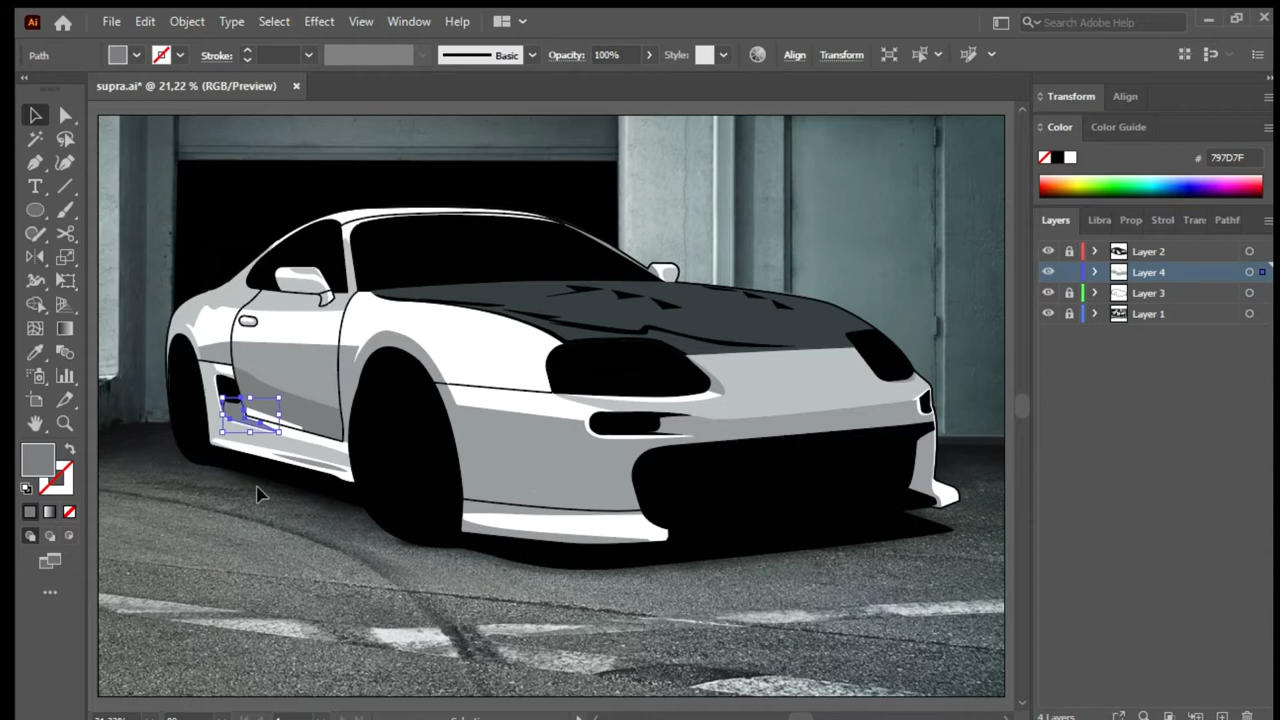 Ai File Edit Object Type Select Effect View Window Help Search Adobe Help
Path Stroke: Basic Opacity: 100% Style: Align Transform
supra.ai* @ 21,22 % (RGB/Preview) ×
Transform Align
Color Color Guide
# 797D7F
Layers Libra Prop Strol Tran: Pathf
Layer 2
Layer 4
Layer 3
Layer 1
4 Layers